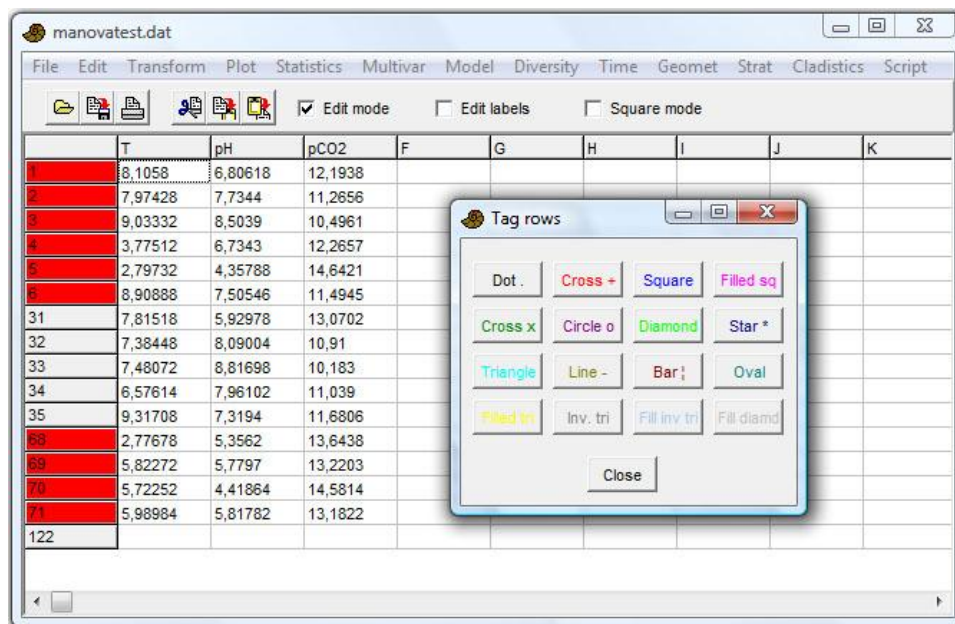 manovatest.dat
File Edit Transform Plot Statistics Multivar Model Diversity Time Geomet Strat Cladistics Script
Edit mode Edit labels Square mode
T pH pCO2 F G H I J K
1 8,1058 6,80618 12,1938
2 7,97428 7,7344 11,2656
3 9,03332 8,5039 10,4961
4 3,77512 6,7343 12,2657
5 2,79732 4,35788 14,6421
6 8,90888 7,50546 11,4945
31 7,81518 5,92978 13,0702
32 7,38448 8,09004 10,91
33 7,48072 8,81698 10,183
34 6,57614 7,96102 11,039
35 9,31708 7,3194 11,6806
68 2,77678 5,3562 13,6438
69 5,82272 5,7797 13,2203
70 5,72252 4,41864 14,5814
71 5,98984 5,81782 13,1822
122
Tag rows
Dot . Cross + Square Filled sq
Cross x Circle o Diamond Star *
Triangle Line - Bar ¦ Oval
Filled tri Inv. tri Fill inv tri Fill diamd
Close